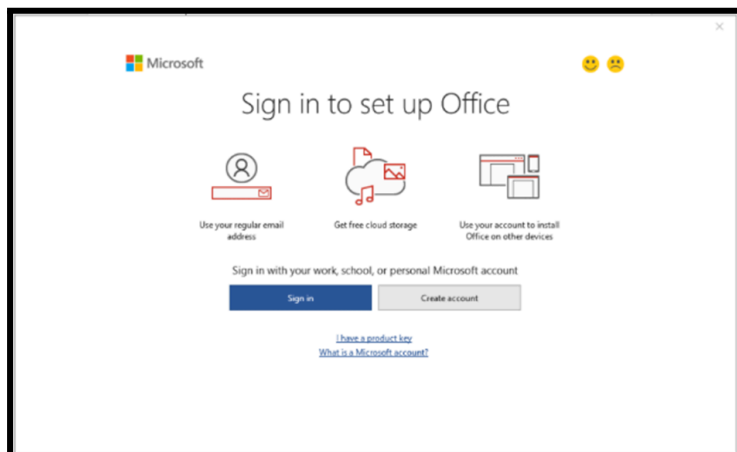 Microsoft
Sign in to set up Office
Use your regular email
address
Get free cloud storage
Use your account to install
Office on other devices
Sign in with your work, school, or personal Microsoft account
Sign in
Create account
I have a product key
What is a Microsoft account?